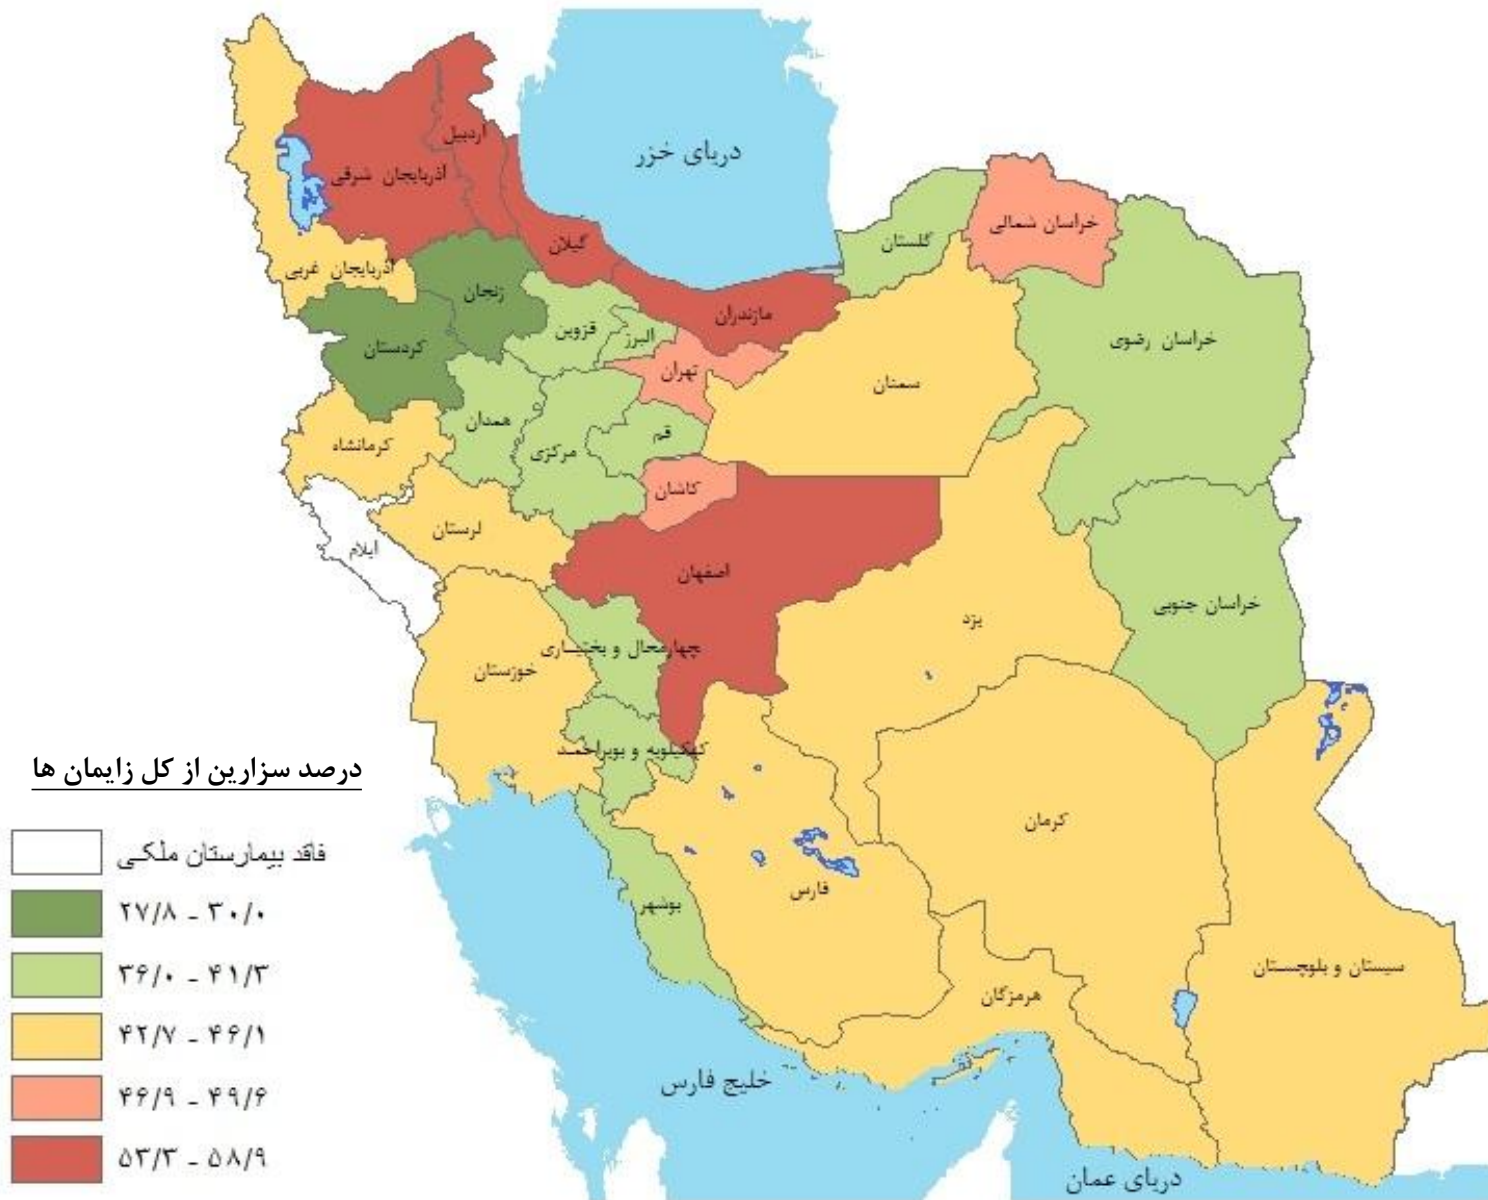 دریای خزر
اردبیل
آذربایجان شرقی
خراسان شمالی
گلستان
گیلان
آذربایجان غربی
زنجان
مازندران
قزوین
البرز
خراسان رضوی
کردستان
تهران
سمنان
همدان
قم
کرمانشاه
مرکزی
کاشان
لرستان
ایلام
اصفهان
خراسان جنوبی
یزد
چهارمحال و بختیاری
خوزستان
کهکیلویه و بویراحمد
کرمان
فارس
بوشهر
سیستان و بلوچستان
هرمزگان
خلیج فارس
دریای عمان
درصد سزارین از کل زایمان ها
فاقد بیمارستان ملکی
۲۷/۸ - ۳۰/۰
۳۶/۰ - ۴۱/۳
۴۲/۷ - ۴۶/۱
۴۶/۹ - ۴۹/۶
۵۳/۳ - ۵۸/۹